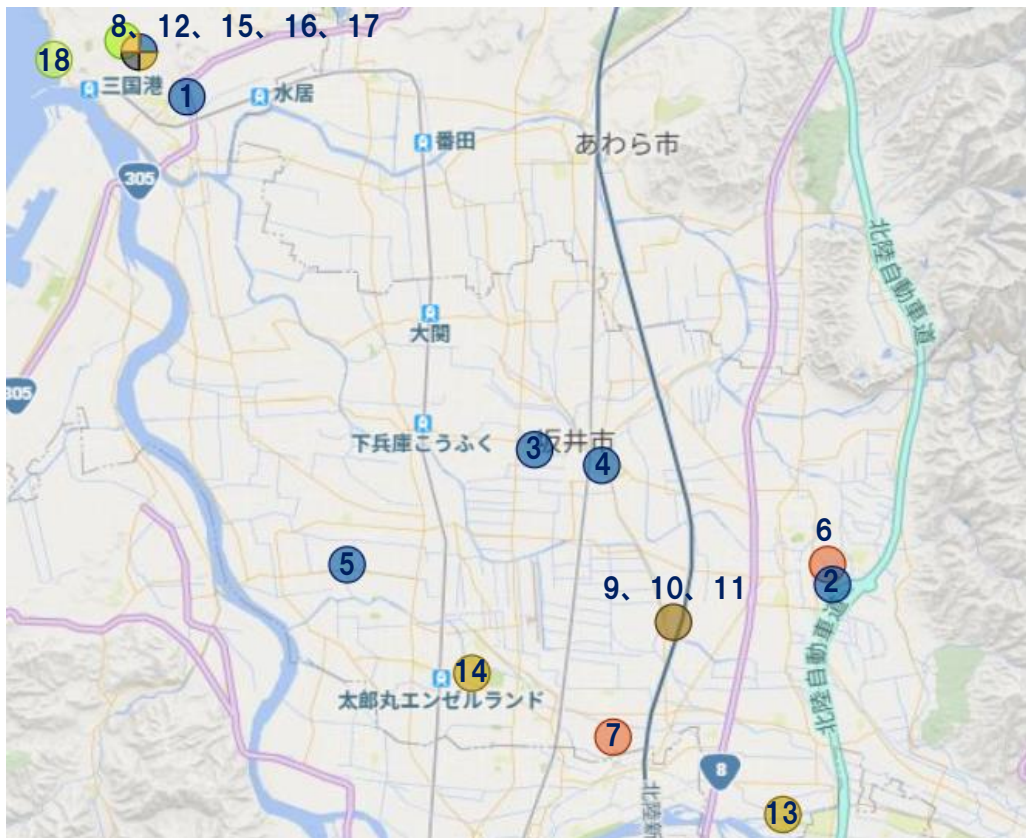 8、12、15、16、17
18
三国港
1
水居
番田
あわら市
305
北陸自動車道
大関
305
下兵庫こうふく
3
坂井市
4
6
5
2
9、10、11
北陸自動車道
14
太郎丸エンゼルランド
7
8
北陸新
13